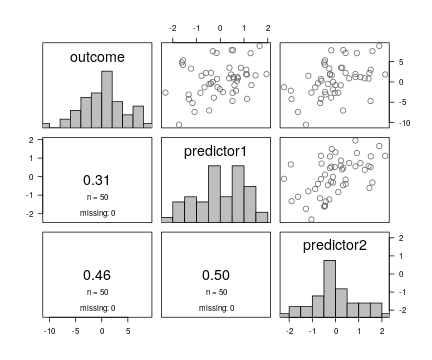 -2 -1 0 1 2
outcome
5
0
-5
-10
2
1
0
-1
-2
0.31
n = 50
missing: 0
predictor1
0.46
n = 50
missing: 0
0.50
n = 50
missing: 0
predictor2
2
1
0
-1
-2
-10 -5 0 5
-2 -1 0 1 2